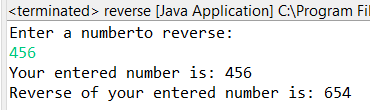 <terminated> reverse [Java Application] C:\Program Fil
Enter a numberto reverse:
456
Your entered number is: 456
Reverse of your entered number is: 654